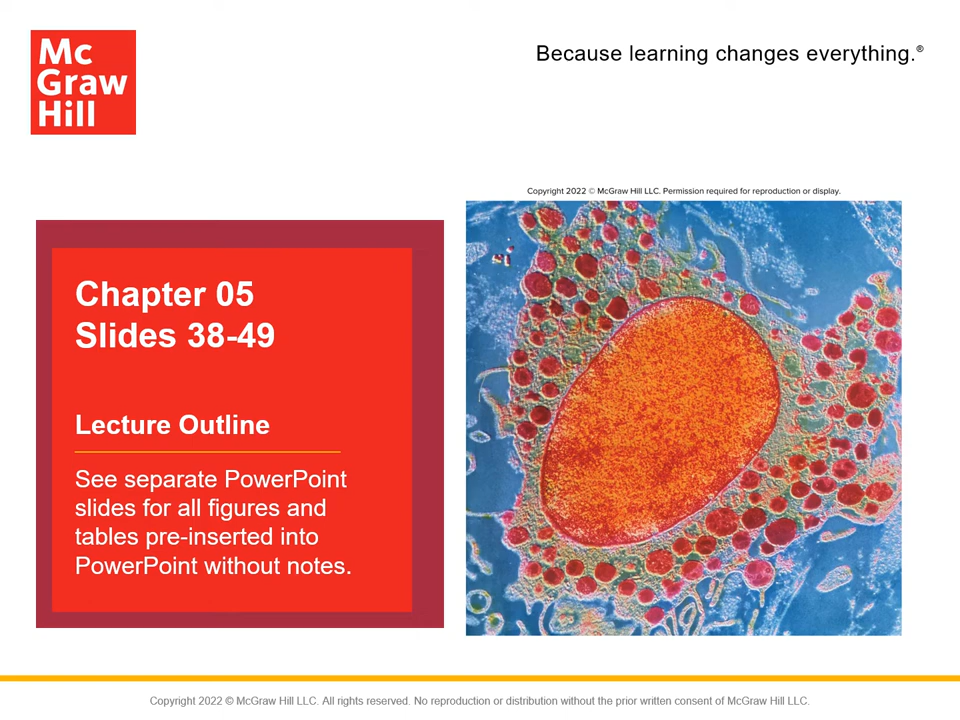 Mc
Graw
Hill
Because learning changes everything.®
Copyright 2022 © McGraw Hill LLC. Permission required for reproduction or display.
Chapter 05
Slides 38-49
Lecture Outline
See separate PowerPoint
slides for all figures and
tables pre-inserted into
PowerPoint without notes.
Copyright 2022 © McGraw Hill LLC. All rights reserved. No reproduction or distribution without the prior written consent of McGraw Hill LLC.